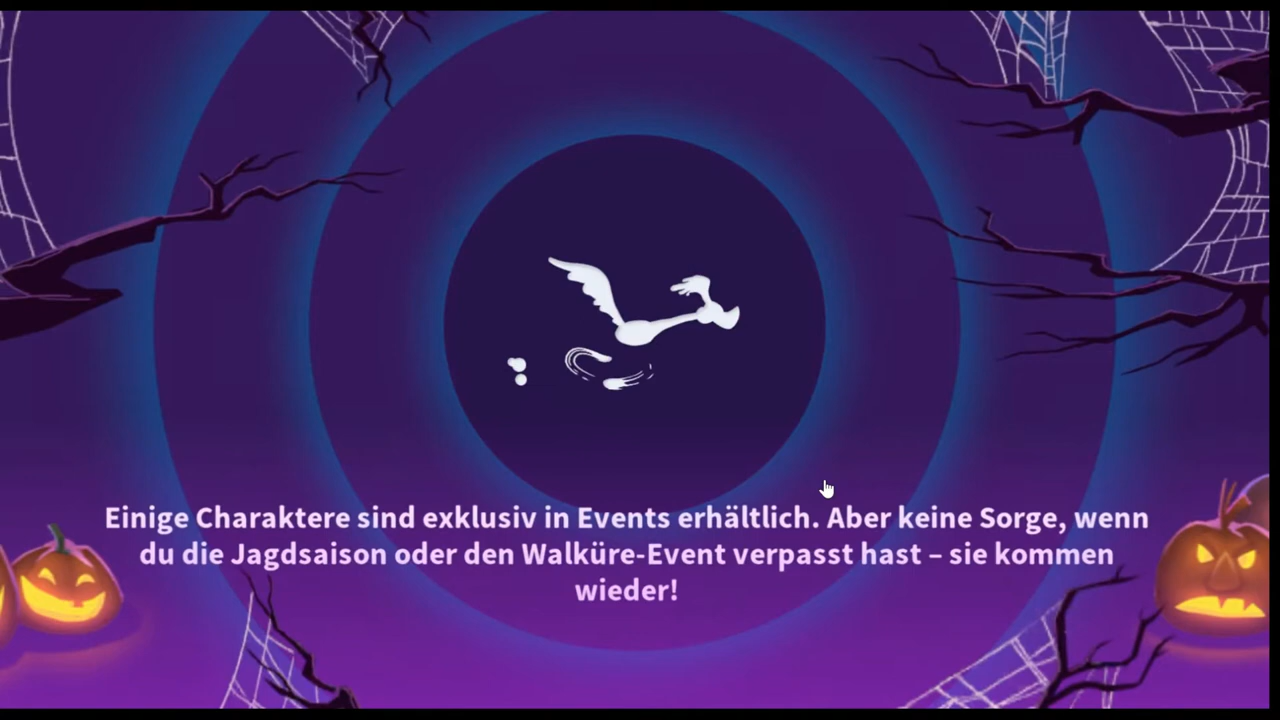 Einige Charaktere sind exklusiv in Events erhältlich. Aber keine Sorge, wenn
du die Jagdsaison oder den Walküre-Event verpasst hast – sie kommen
wieder!